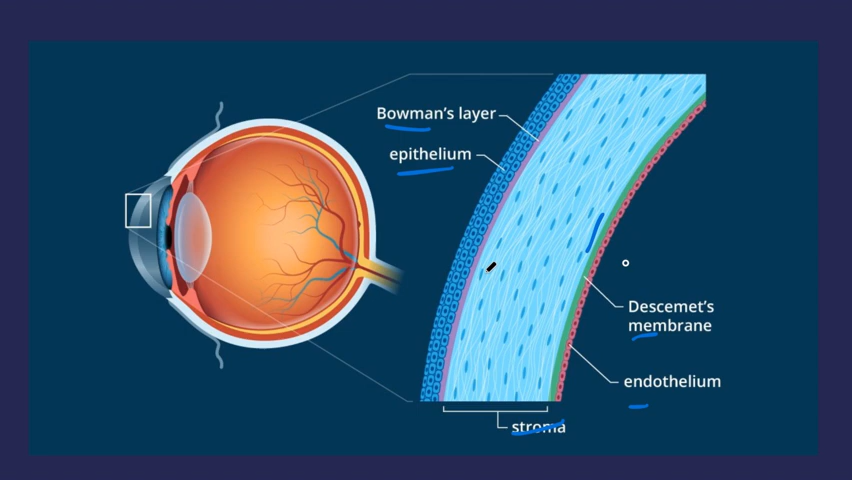 Bowman's layer
epithelium
Descemet's
membrane
endothelium
stroma